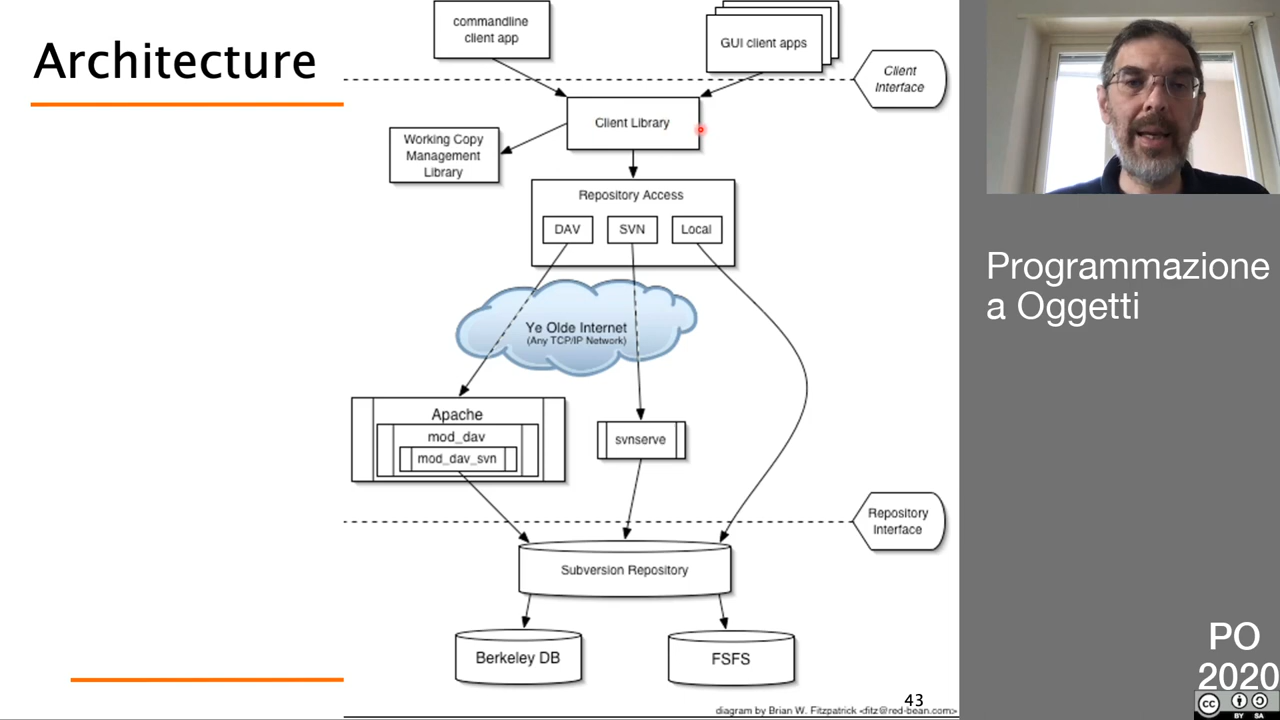 Architecture
commandline
client app
GUI client apps
Client
Interface
Client Library
Working Copy
Management
Library
Repository Access
DAV
SVN
Local
Ye Olde Internet
(Any TCP/IP Network)
Apache
mod_dav
mod_dav_svn
svnserve
Repository
Interface
Subversion Repository
Berkeley DB
FSFS
43
diagram by Brian W. Fitzpatrick <fitz@red-bean.com>
Programmazione
a Oggetti
PO
2020
cc
BY SA